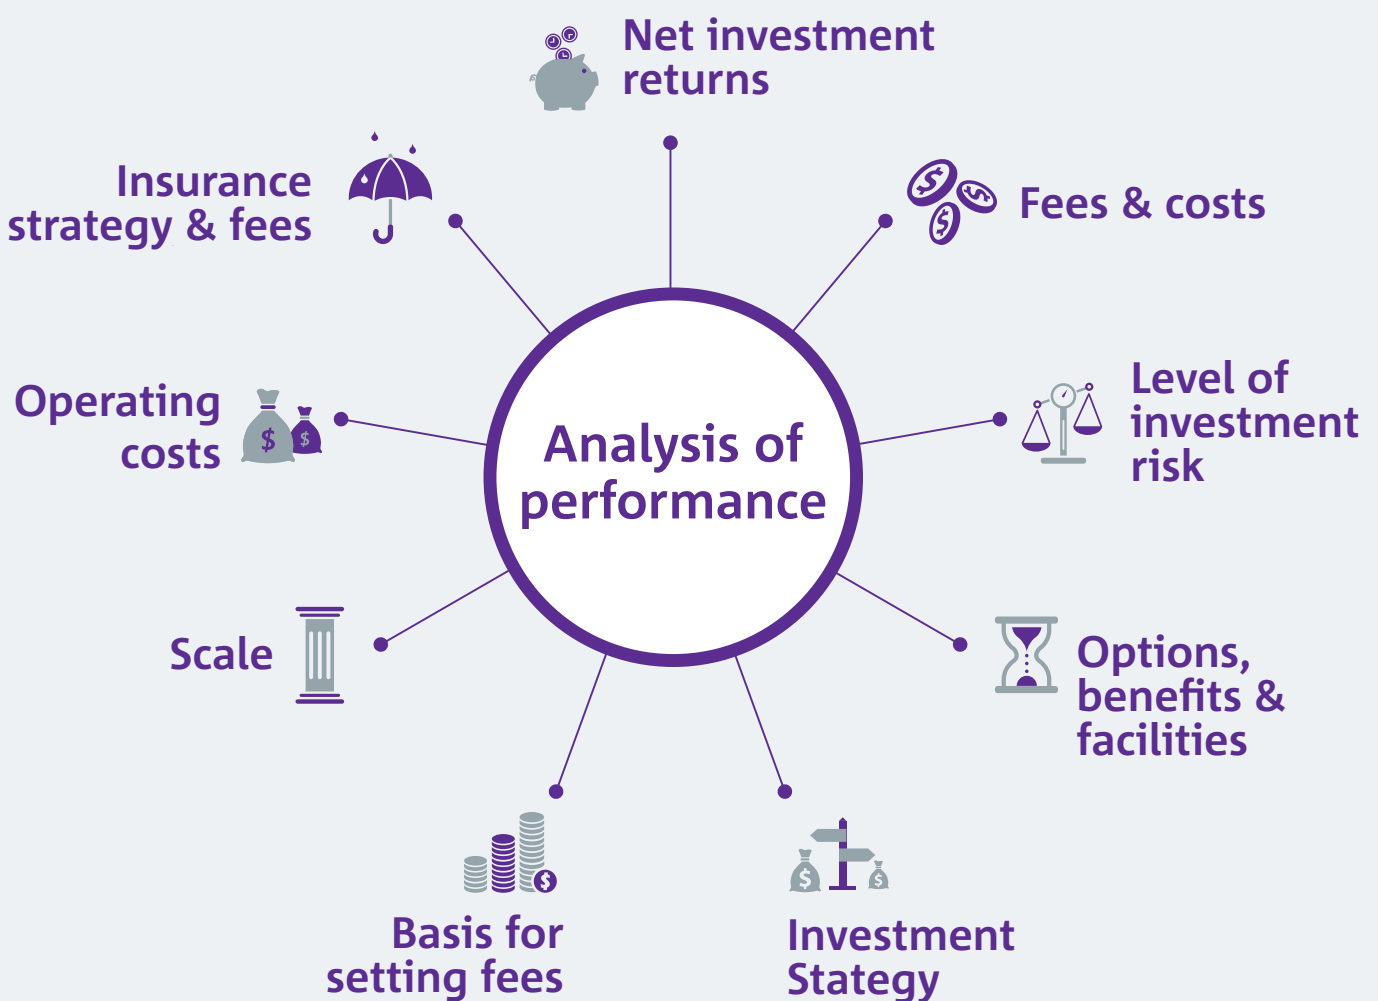 Net investment
returns
Fees & costs
Level of
investment
risk
Options,
benefits &
facilities
Investment
Stategy
Basis for
setting fees
Scale
Operating
costs
Insurance
strategy & fees
Analysis of
performance
$
$
$
$
$
$
$
$